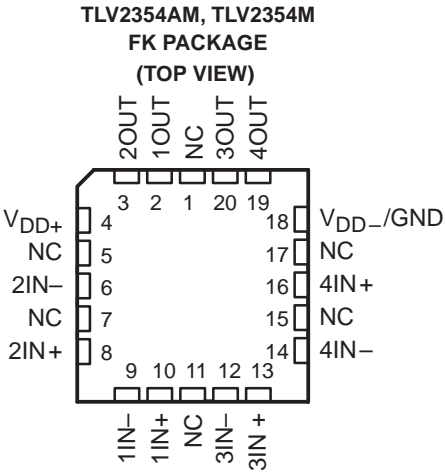 TLV2354AM, TLV2354M
FK PACKAGE
(TOP VIEW)
2OUT
1OUT
NC
3OUT
4OUT
3 2 1 20 19
VDD+ 4
NC 5
2IN– 6
NC 7
2IN+ 8
18 VDD–/GND
17 NC
16 4IN+
15 NC
14 4IN–
9 10 11 12 13
1IN–
1IN+
NC
3IN–
3IN +